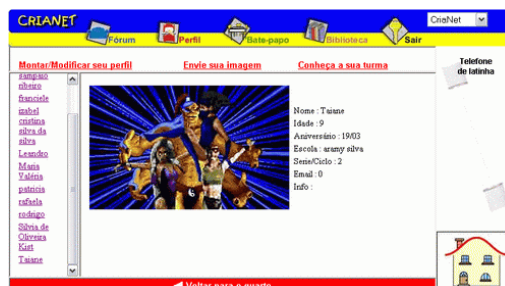 CRIANET
CriaNet
Fórum
Perfil
Bate-papo
Biblioteca
Sair
Montar/Modificar seu perfil
Envie sua imagem
Conheça a sua turma
Telefone
de latinha
sampaio
ribeiro
franciele
izabel
cristina
silva da
silva
Leandro
Maria
Valéria
patricia
rafaela
rodrigo
Silvia de
Oliveira
Kist
Taiane
Nome : Taiane
Idade : 9
Aniversário : 19/03
Escola : aramy silva
Serie/Ciclo : 2
Email : 0
Info :
Voltar para o quarto